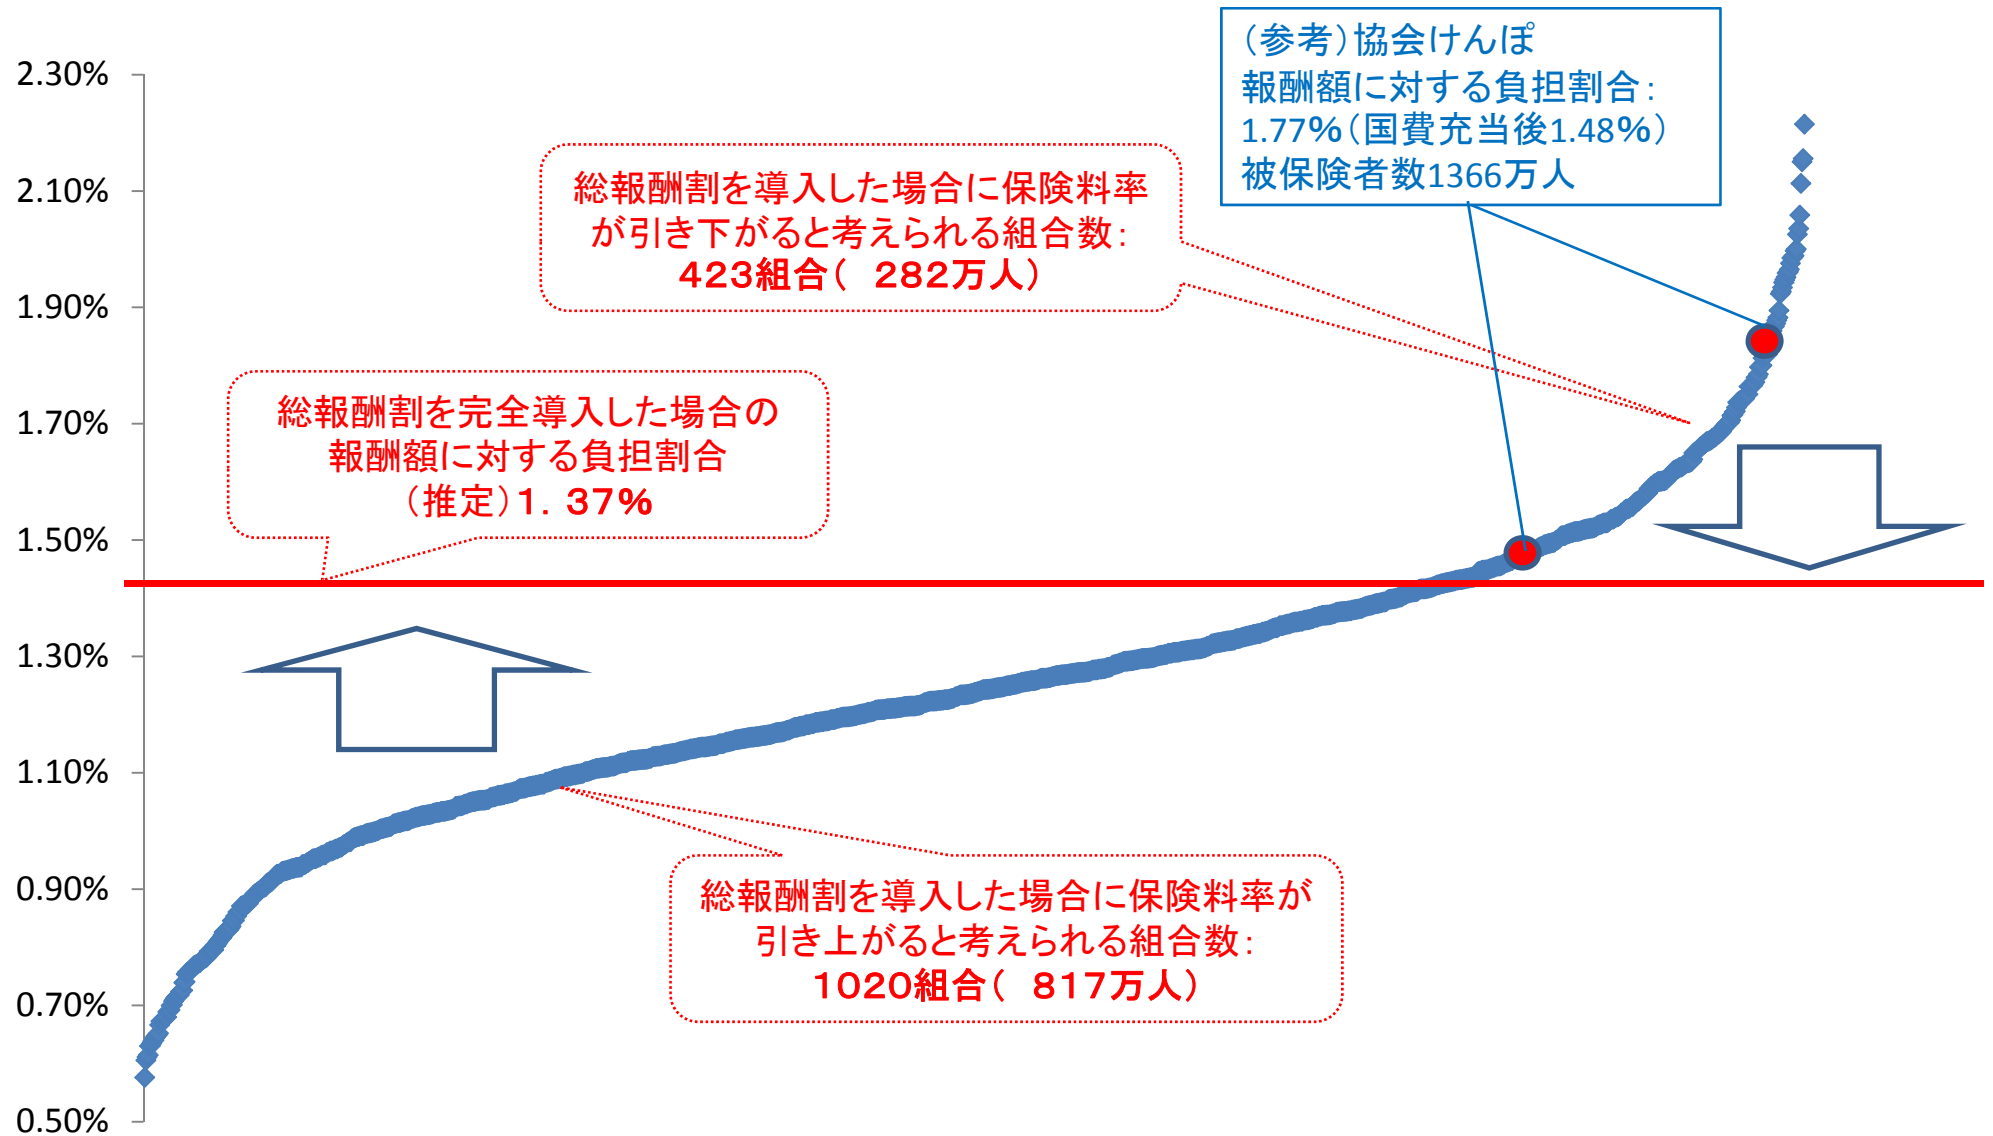 2.30%
2.10%
1.90%
1.70%
1.50%
1.30%
1.10%
0.90%
0.70%
0.50%
（参考）協会けんぽ
報酬額に対する負担割合：
1.77%（国費充当後1.48%）
被保険者数1366万人
総報酬割を導入した場合に保険料率
が引き下がると考えられる組合数：
４２３組合（　２８２万人）
総報酬割を完全導入した場合の
報酬額に対する負担割合
（推定）１．３７％
総報酬割を導入した場合に保険料率が
引き上がると考えられる組合数：
１０２０組合（　８１７万人）